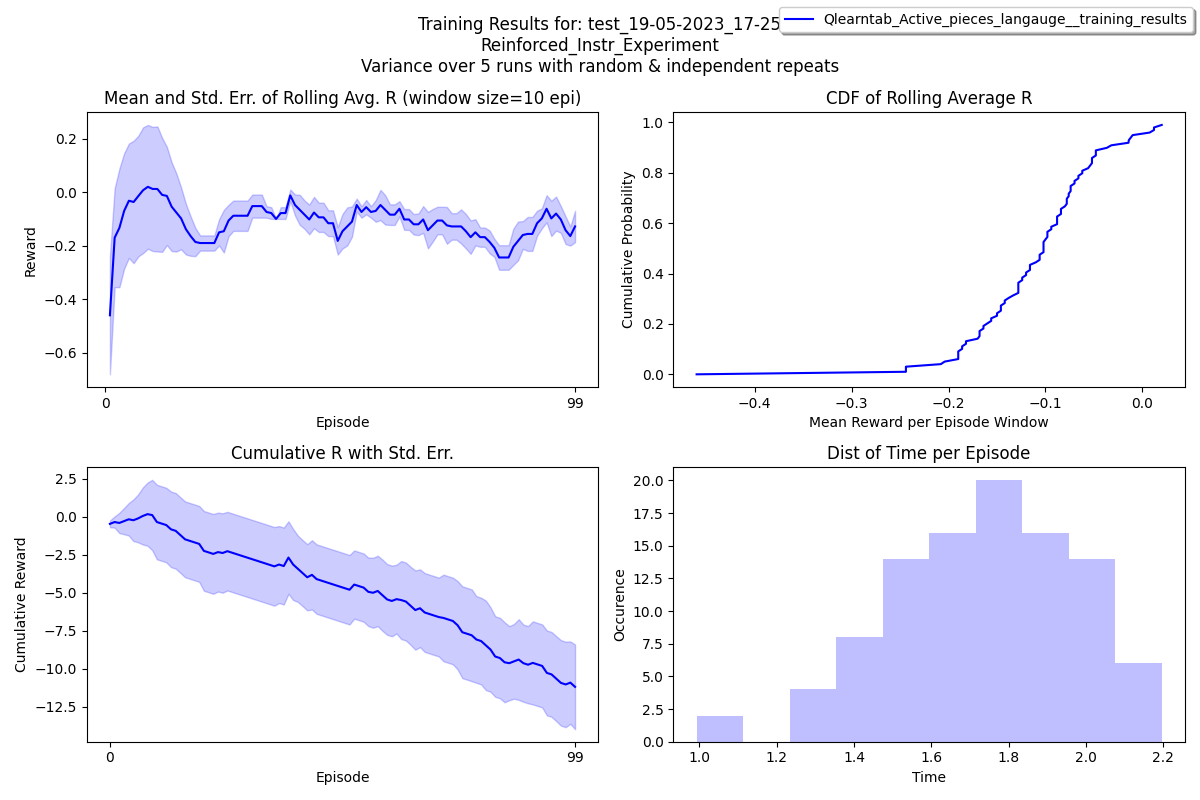 Training Results for: test_19-05-2023_17-25
Qlearntab_Active_pieces_langauge__training_results
Reinforced_Instr_Experiment
Variance over 5 runs with random & independent repeats
Mean and Std. Err. of Rolling Avg. R (window size=10 epi)
0.2
0.0
−0.2
−0.4
−0.6
Reward
0
99
Episode
CDF of Rolling Average R
1.0
0.8
0.6
0.4
0.2
0.0
Cumulative Probability
−0.4
−0.3
−0.2
−0.1
0.0
Mean Reward per Episode Window
Cumulative R with Std. Err.
2.5
0.0
−2.5
−5.0
−7.5
−10.0
−12.5
Cumulative Reward
0
99
Episode
Dist of Time per Episode
20.0
17.5
15.0
12.5
10.0
7.5
5.0
2.5
0.0
Occurence
1.0
1.2
1.4
1.6
1.8
2.0
2.2
Time